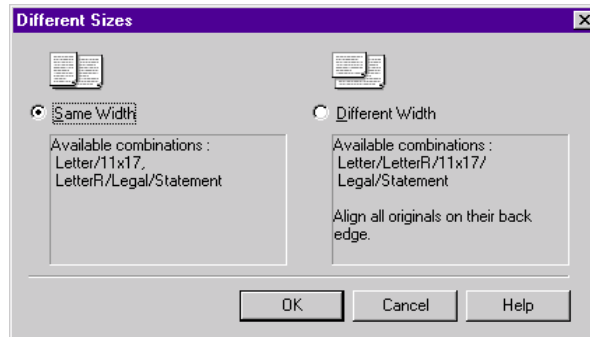 Different Sizes
Same Width
Available combinations :
Letter/11x17,
LetterR/Legal/Statement
Different Width
Available combinations :
Letter/LetterR/11x17/
Legal/Statement
Align all originals on their back
edge.
OK
Cancel
Help